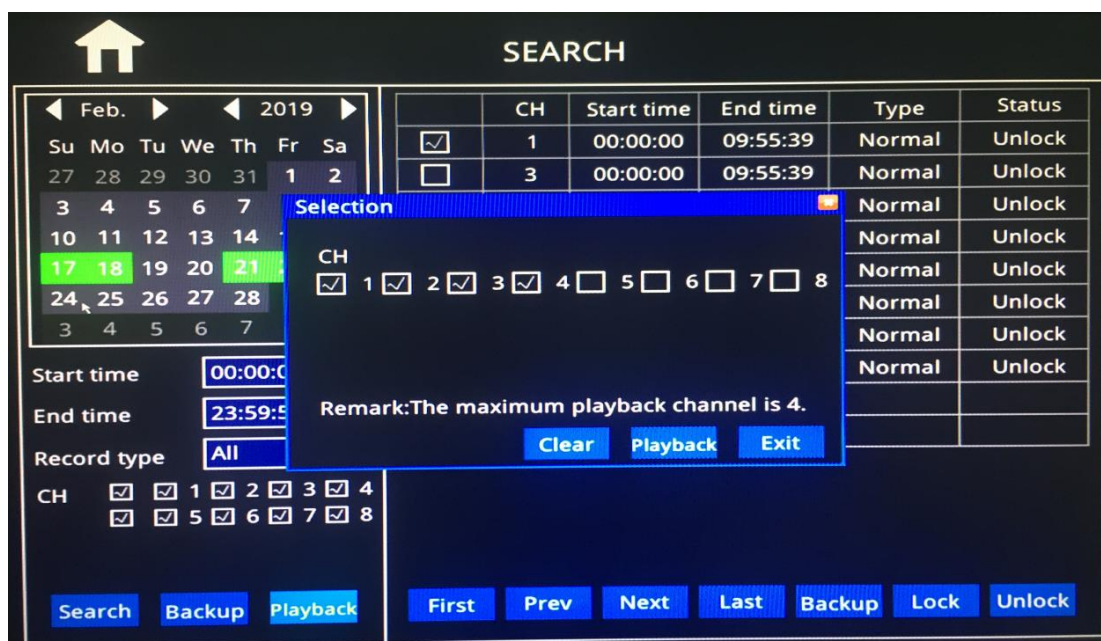 SEARCH
Feb. 2019
Su Mo Tu We Th Fr Sa
27 28 29 30 31 1 2
3 4 5 6 7
10 11 12 13 14
17 18 19 20 21
24 25 26 27 28
3 4 5 6 7
Start time 00:00:0
End time 23:59:5
Record type All
CH 1 2 3 4
5 6 7 8
Search Backup Playback
CH Start time End time Type Status
1 00:00:00 09:55:39 Normal Unlock
3 00:00:00 09:55:39 Normal Unlock
Normal Unlock
Normal Unlock
Normal Unlock
Normal Unlock
Normal Unlock
Normal Unlock
Selection
CH
1 2 3 4 5 6 7 8
Remark:The maximum playback channel is 4.
Clear Playback Exit
First Prev Next Last Backup Lock Unlock